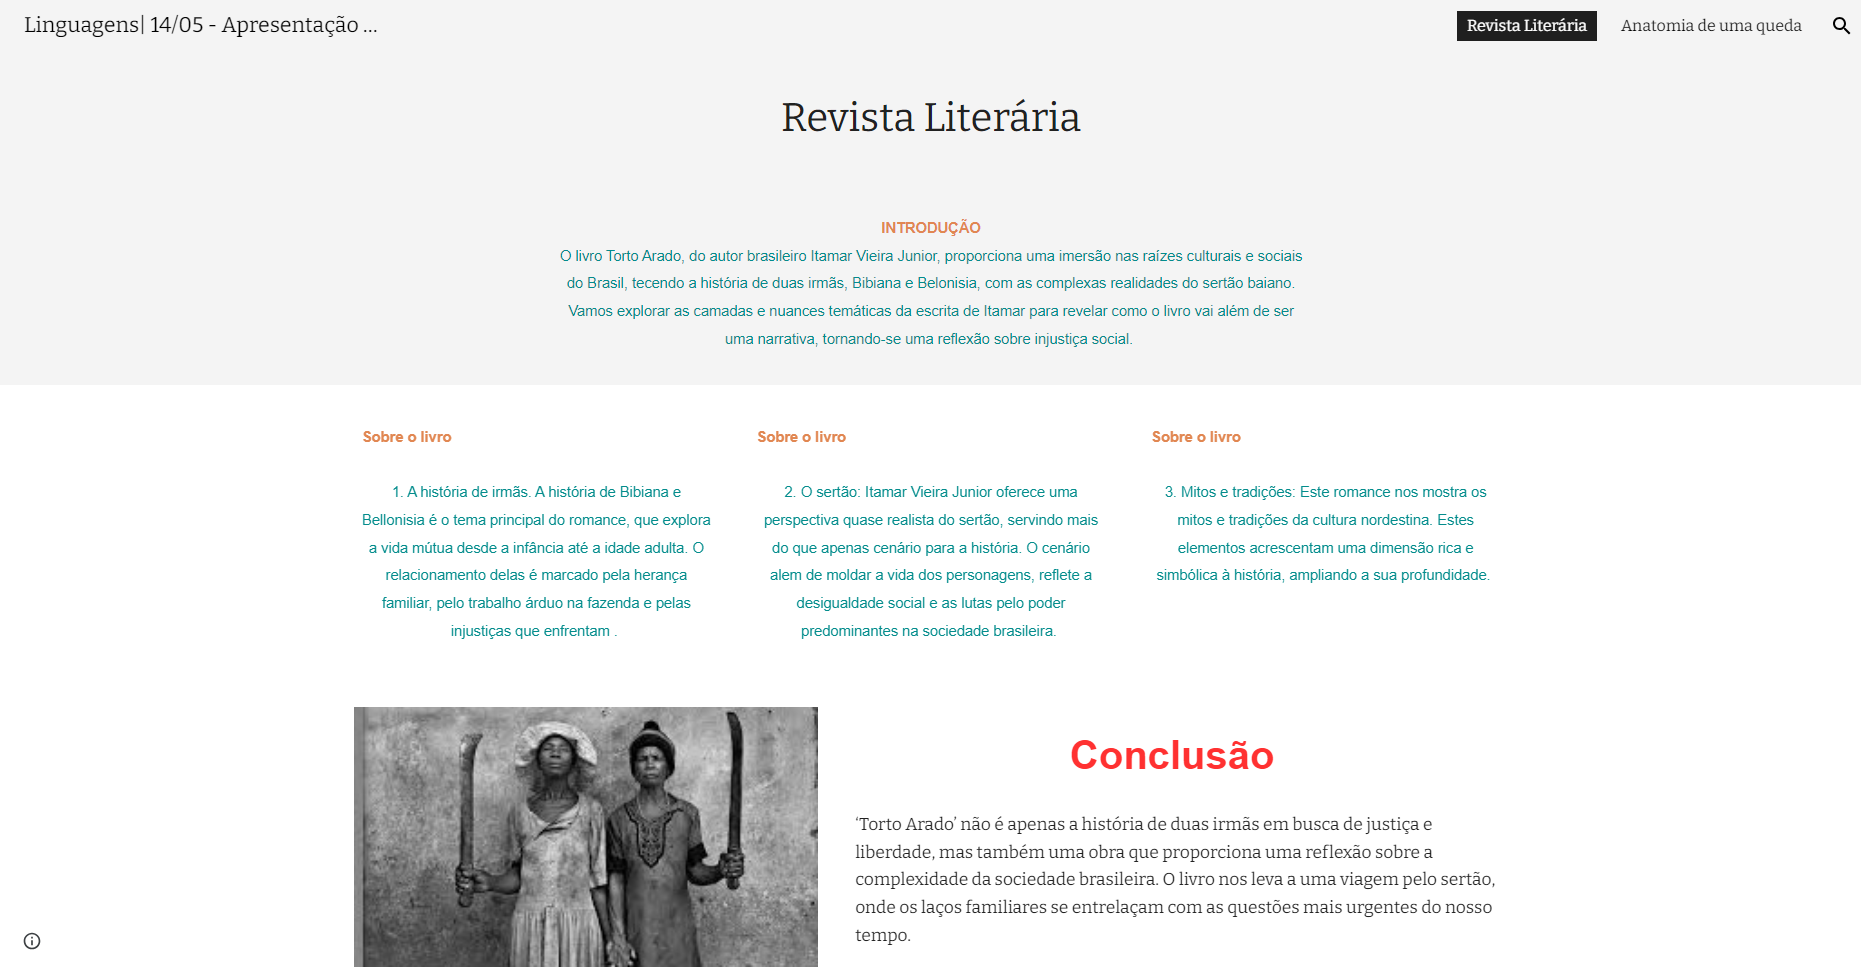 Linguagens| 14/05 - Apresentação ...
Revista Literária
Anatomia de uma queda
Revista Literária
INTRODUÇÃO
O livro Torto Arado, do autor brasileiro Itamar Vieira Junior, proporciona uma imersão nas raízes culturais e sociais
do Brasil, tecendo a história de duas irmãs, Bibiana e Belonisia, com as complexas realidades do sertão baiano.
Vamos explorar as camadas e nuances temáticas da escrita de Itamar para revelar como o livro vai além de ser
uma narrativa, tornando-se uma reflexão sobre injustiça social.
Sobre o livro
1. A história de irmãs. A história de Bibiana e
Bellonisia é o tema principal do romance, que explora
a vida mútua desde a infância até a idade adulta. O
relacionamento delas é marcado pela herança
familiar, pelo trabalho árduo na fazenda e pelas
injustiças que enfrentam .
Sobre o livro
2. O sertão: Itamar Vieira Junior oferece uma
perspectiva quase realista do sertão, servindo mais
do que apenas cenário para a história. O cenário
alem de moldar a vida dos personagens, reflete a
desigualdade social e as lutas pelo poder
predominantes na sociedade brasileira.
Sobre o livro
3. Mitos e tradições: Este romance nos mostra os
mitos e tradições da cultura nordestina. Estes
elementos acrescentam uma dimensão rica e
simbólica à história, ampliando a sua profundidade.
Conclusão
‘Torto Arado’ não é apenas a história de duas irmãs em busca de justiça e
liberdade, mas também uma obra que proporciona uma reflexão sobre a
complexidade da sociedade brasileira. O livro nos leva a uma viagem pelo sertão,
onde os laços familiares se entrelaçam com as questões mais urgentes do nosso
tempo.